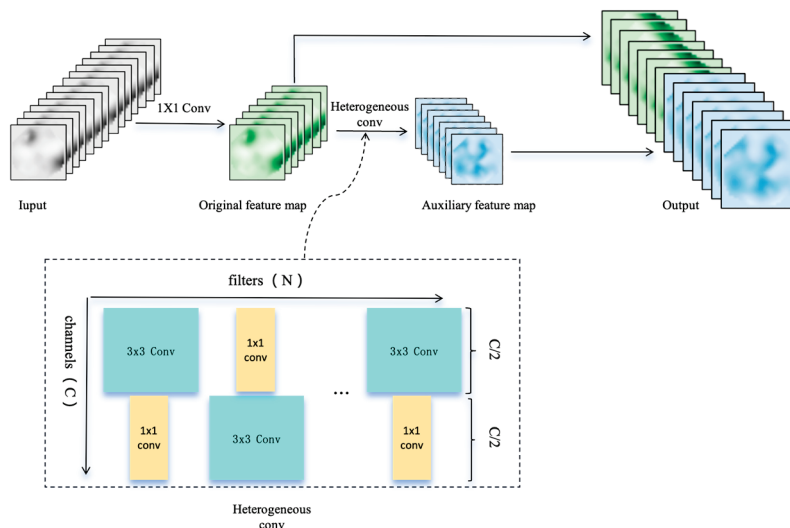 1X1 Conv
Heterogeneous
conv
Iuput
Original feature map
Auxiliary feature map
Output
filters ( N )
channels ( C )
3x3 Conv
1x1
conv
3x3 Conv
C/2
...
1x1
conv
3x3 Conv
1x1
conv
C/2
Heterogeneous
conv